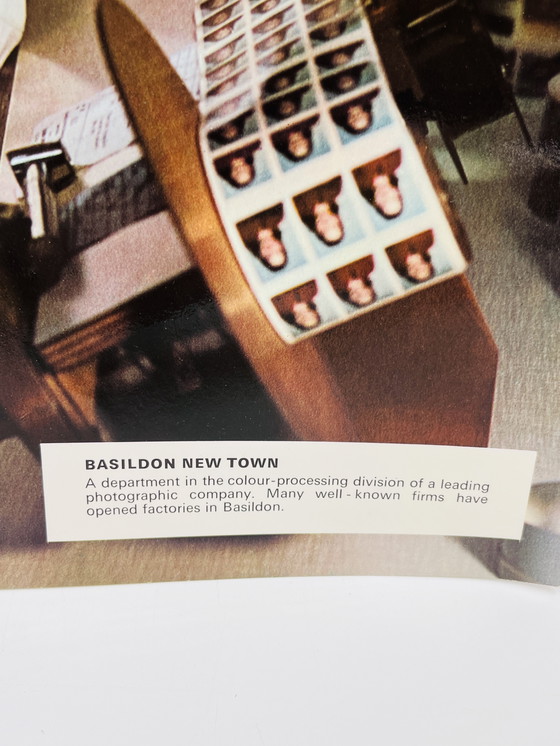 BASILDON NEW TOWN
A department in the colour-processing division of a leading
photographic company. Many well-known firms have
opened factories in Basildon.